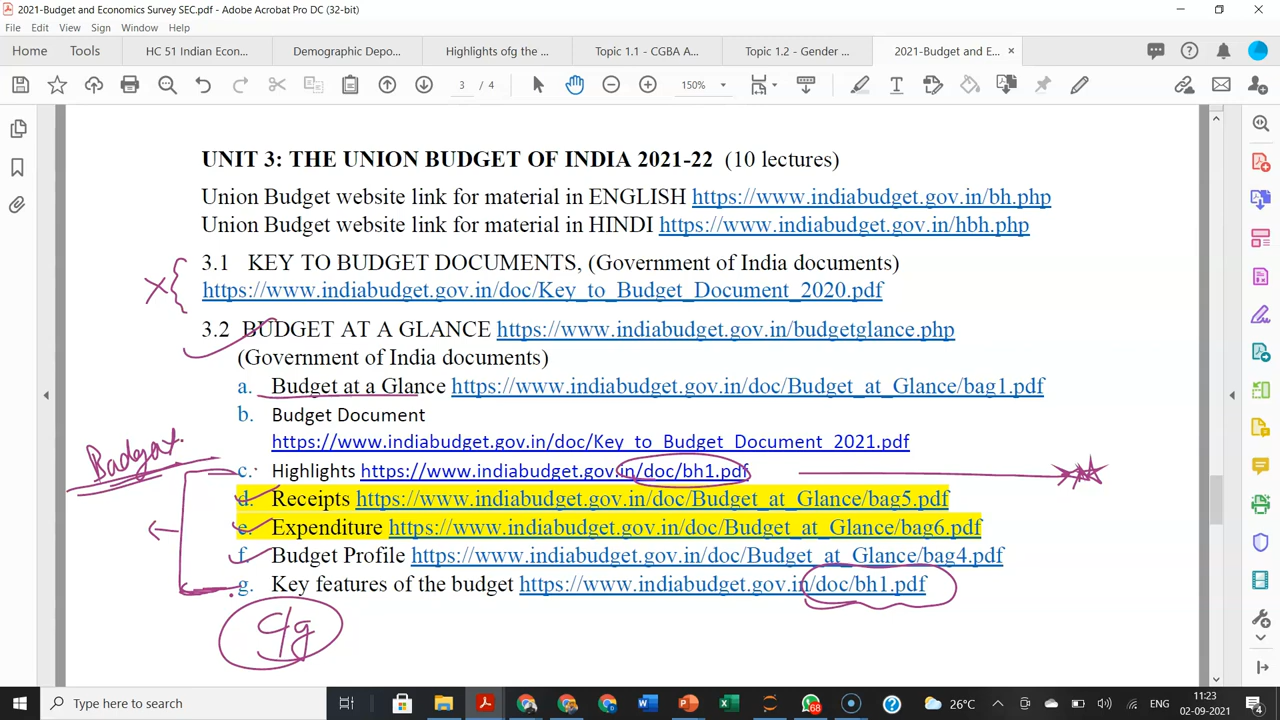 2021-Budget and Economics Survey SEC.pdf - Adobe Acrobat Pro DC (32-bit)
File Edit View Sign Window Help
Home Tools HC 51 Indian Econ... Demographic Depo... Highlights ofg the ... Topic 1.1 - CGBA A... Topic 1.2 - Gender ... 2021-Budget and E... ×
3 / 4 150%
UNIT 3: THE UNION BUDGET OF INDIA 2021-22 (10 lectures)
Union Budget website link for material in ENGLISH https://www.indiabudget.gov.in/bh.php
Union Budget website link for material in HINDI https://www.indiabudget.gov.in/hbh.php
3.1 KEY TO BUDGET DOCUMENTS, (Government of India documents)
https://www.indiabudget.gov.in/doc/Key_to_Budget_Document_2020.pdf
3.2 BUDGET AT A GLANCE https://www.indiabudget.gov.in/budgetglance.php
(Government of India documents)
a. Budget at a Glance https://www.indiabudget.gov.in/doc/Budget_at_Glance/bag1.pdf
b. Budget Document
https://www.indiabudget.gov.in/doc/Key_to_Budget_Document_2021.pdf
Badget
c. Highlights https://www.indiabudget.gov.in/doc/bh1.pdf
d. Receipts https://www.indiabudget.gov.in/doc/Budget_at_Glance/bag5.pdf
e. Expenditure https://www.indiabudget.gov.in/doc/Budget_at_Glance/bag6.pdf
f. Budget Profile https://www.indiabudget.gov.in/doc/Budget_at_Glance/bag4.pdf
g. Key features of the budget https://www.indiabudget.gov.in/doc/bh1.pdf
c/g
Type here to search 68 26°C ENG 11:23
02-09-2021 4